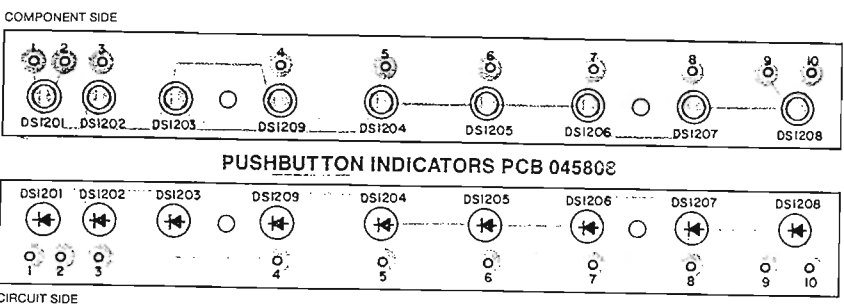 COMPONENT SIDE
1 2 3 4 5 6 7 8 9 10
DS1201 DS1202 DS1203 DS1209 DS1204 DS1205 DS1206 DS1207 DS1208
PUSHBUTTON INDICATORS PCB 045808
DS1201 DS1202 DS1203 DS1209 DS1204 DS1205 DS1206 DS1207 DS1208
1 2 3 4 5 6 7 8 9 10
CIRCUIT SIDE